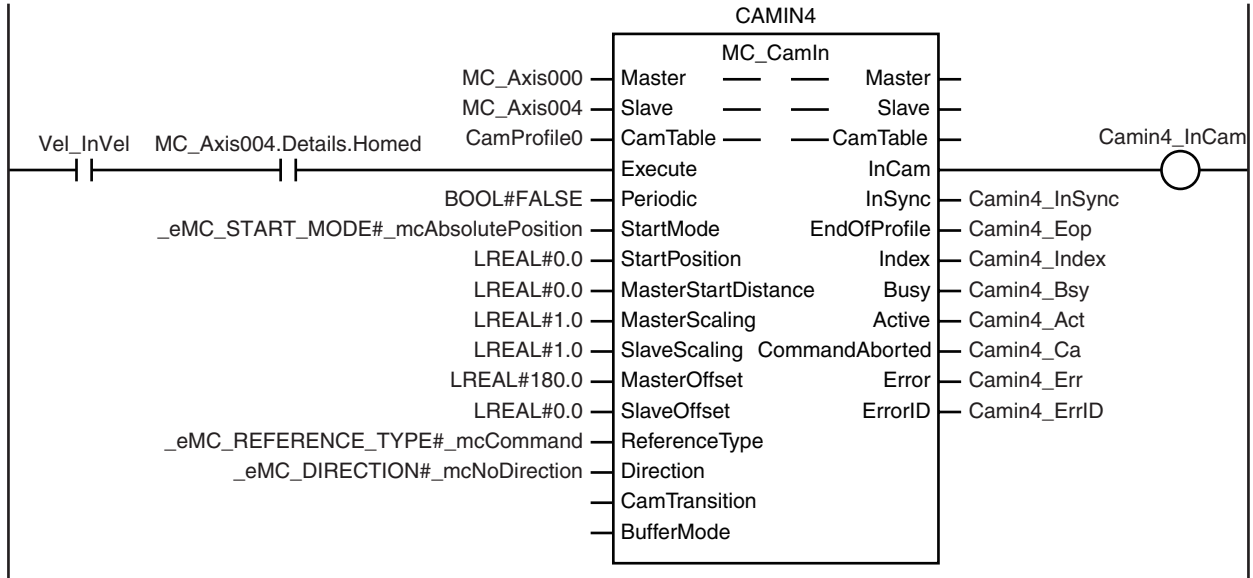 CAMIN4
MC_CamIn
MC_Axis000 Master Master
MC_Axis004 Slave Slave
CamProfile0 CamTable CamTable
Vel_InVel MC_Axis004.Details.Homed Execute InCam Camin4_InCam
BOOL#FALSE Periodic InSync Camin4_InSync
_eMC_START_MODE#_mcAbsolutePosition StartMode EndOfProfile Camin4_Eop
LREAL#0.0 StartPosition Index Camin4_Index
LREAL#0.0 MasterStartDistance Busy Camin4_Bsy
LREAL#1.0 MasterScaling Active Camin4_Act
LREAL#1.0 SlaveScaling CommandAborted Camin4_Ca
LREAL#180.0 MasterOffset Error Camin4_Err
LREAL#0.0 SlaveOffset ErrorID Camin4_ErrID
_eMC_REFERENCE_TYPE#_mcCommand ReferenceType
_eMC_DIRECTION#_mcNoDirection Direction
CamTransition
BufferMode